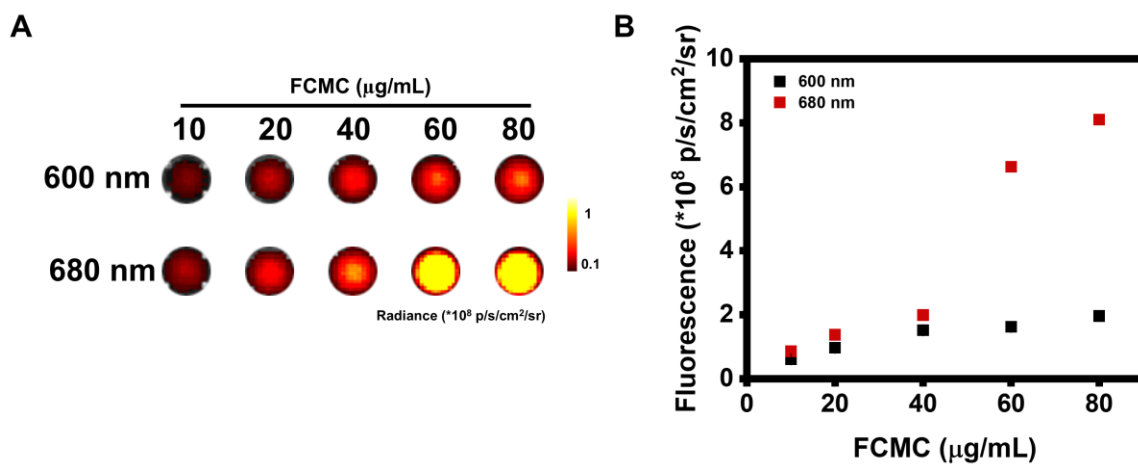 A
FCMC (µg/mL)
10 20 40 60 80
600 nm
680 nm
1
0.1
Radiance (*10⁸ p/s/cm²/sr)
B
Fluorescence (*10⁸ p/s/cm²/sr)
10
8
6
4
2
0
600 nm
680 nm
0 20 40 60 80
FCMC (µg/mL)